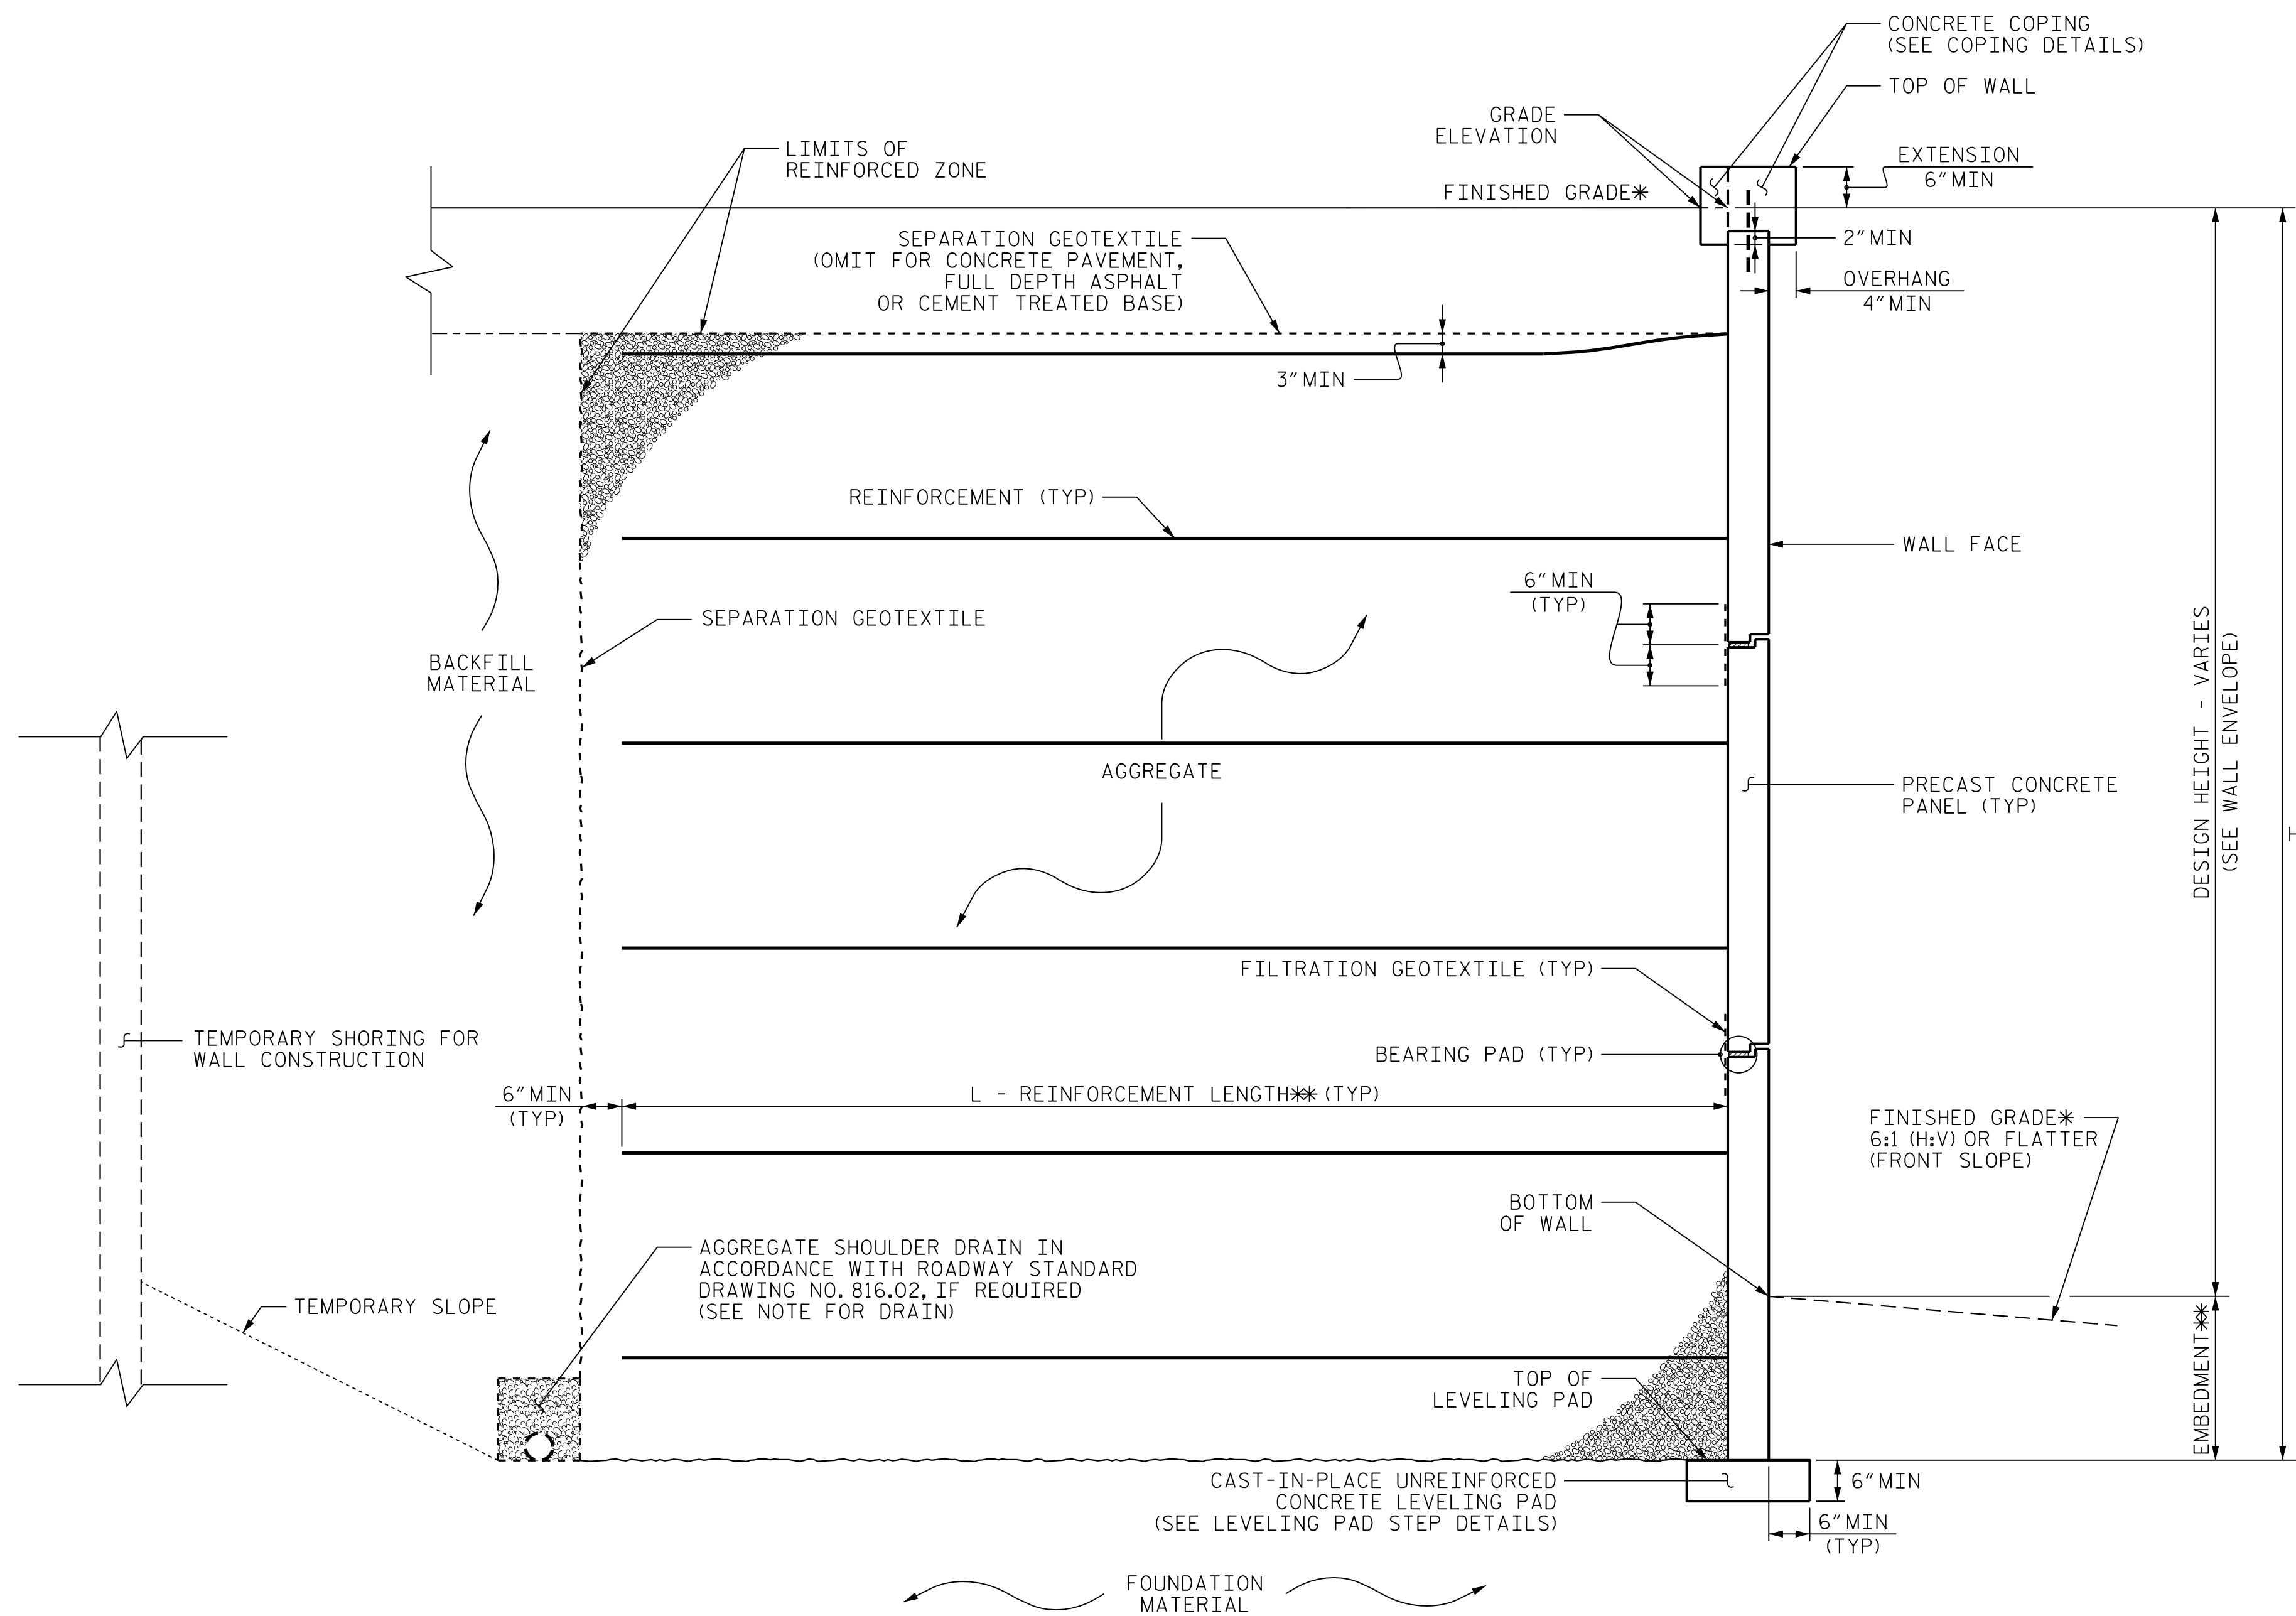 CONCRETE COPING
(SEE COPING DETAILS)
TOP OF WALL
GRADE
ELEVATION
LIMITS OF
REINFORCED ZONE
EXTENSION
6"MIN
FINISHED GRADE*
SEPARATION GEOTEXTILE
(OMIT FOR CONCRETE PAVEMENT,
FULL DEPTH ASPHALT
OR CEMENT TREATED BASE)
2"MIN
OVERHANG
4"MIN
3"MIN
REINFORCEMENT (TYP)
WALL FACE
6"MIN
(TYP)
SEPARATION GEOTEXTILE
BACKFILL
MATERIAL
DESIGN HEIGHT - VARIES
(SEE WALL ENVELOPE)
AGGREGATE
PRECAST CONCRETE
PANEL (TYP)
FILTRATION GEOTEXTILE (TYP)
TEMPORARY SHORING FOR
WALL CONSTRUCTION
BEARING PAD (TYP)
6"MIN
(TYP)
L - REINFORCEMENT LENGTH** (TYP)
FINISHED GRADE*
6:1 (H:V) OR FLATTER
(FRONT SLOPE)
BOTTOM
OF WALL
AGGREGATE SHOULDER DRAIN IN
ACCORDANCE WITH ROADWAY STANDARD
DRAWING NO. 816.02, IF REQUIRED
(SEE NOTE FOR DRAIN)
TEMPORARY SLOPE
EMBEDMENT**
TOP OF
LEVELING PAD
CAST-IN-PLACE UNREINFORCED
CONCRETE LEVELING PAD
(SEE LEVELING PAD STEP DETAILS)
6"MIN
6"MIN
(TYP)
FOUNDATION
MATERIAL